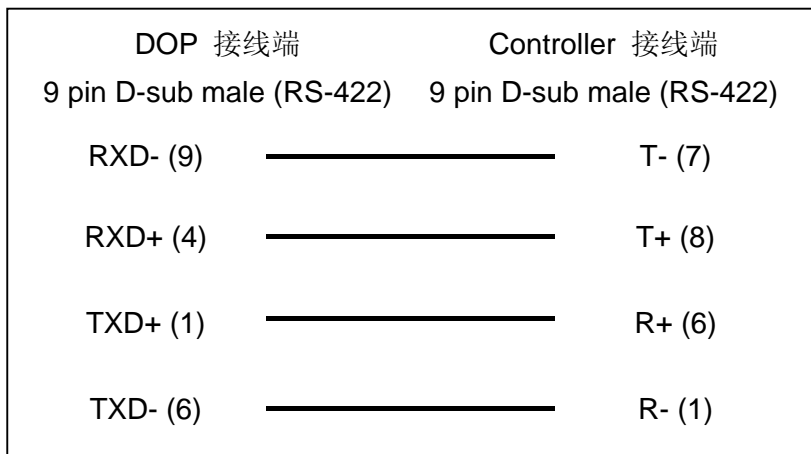 DOP 接线端 Controller 接线端
9 pin D-sub male (RS-422) 9 pin D-sub male (RS-422)
RXD- (9) T- (7)
RXD+ (4) T+ (8)
TXD+ (1) R+ (6)
TXD- (6) R- (1)